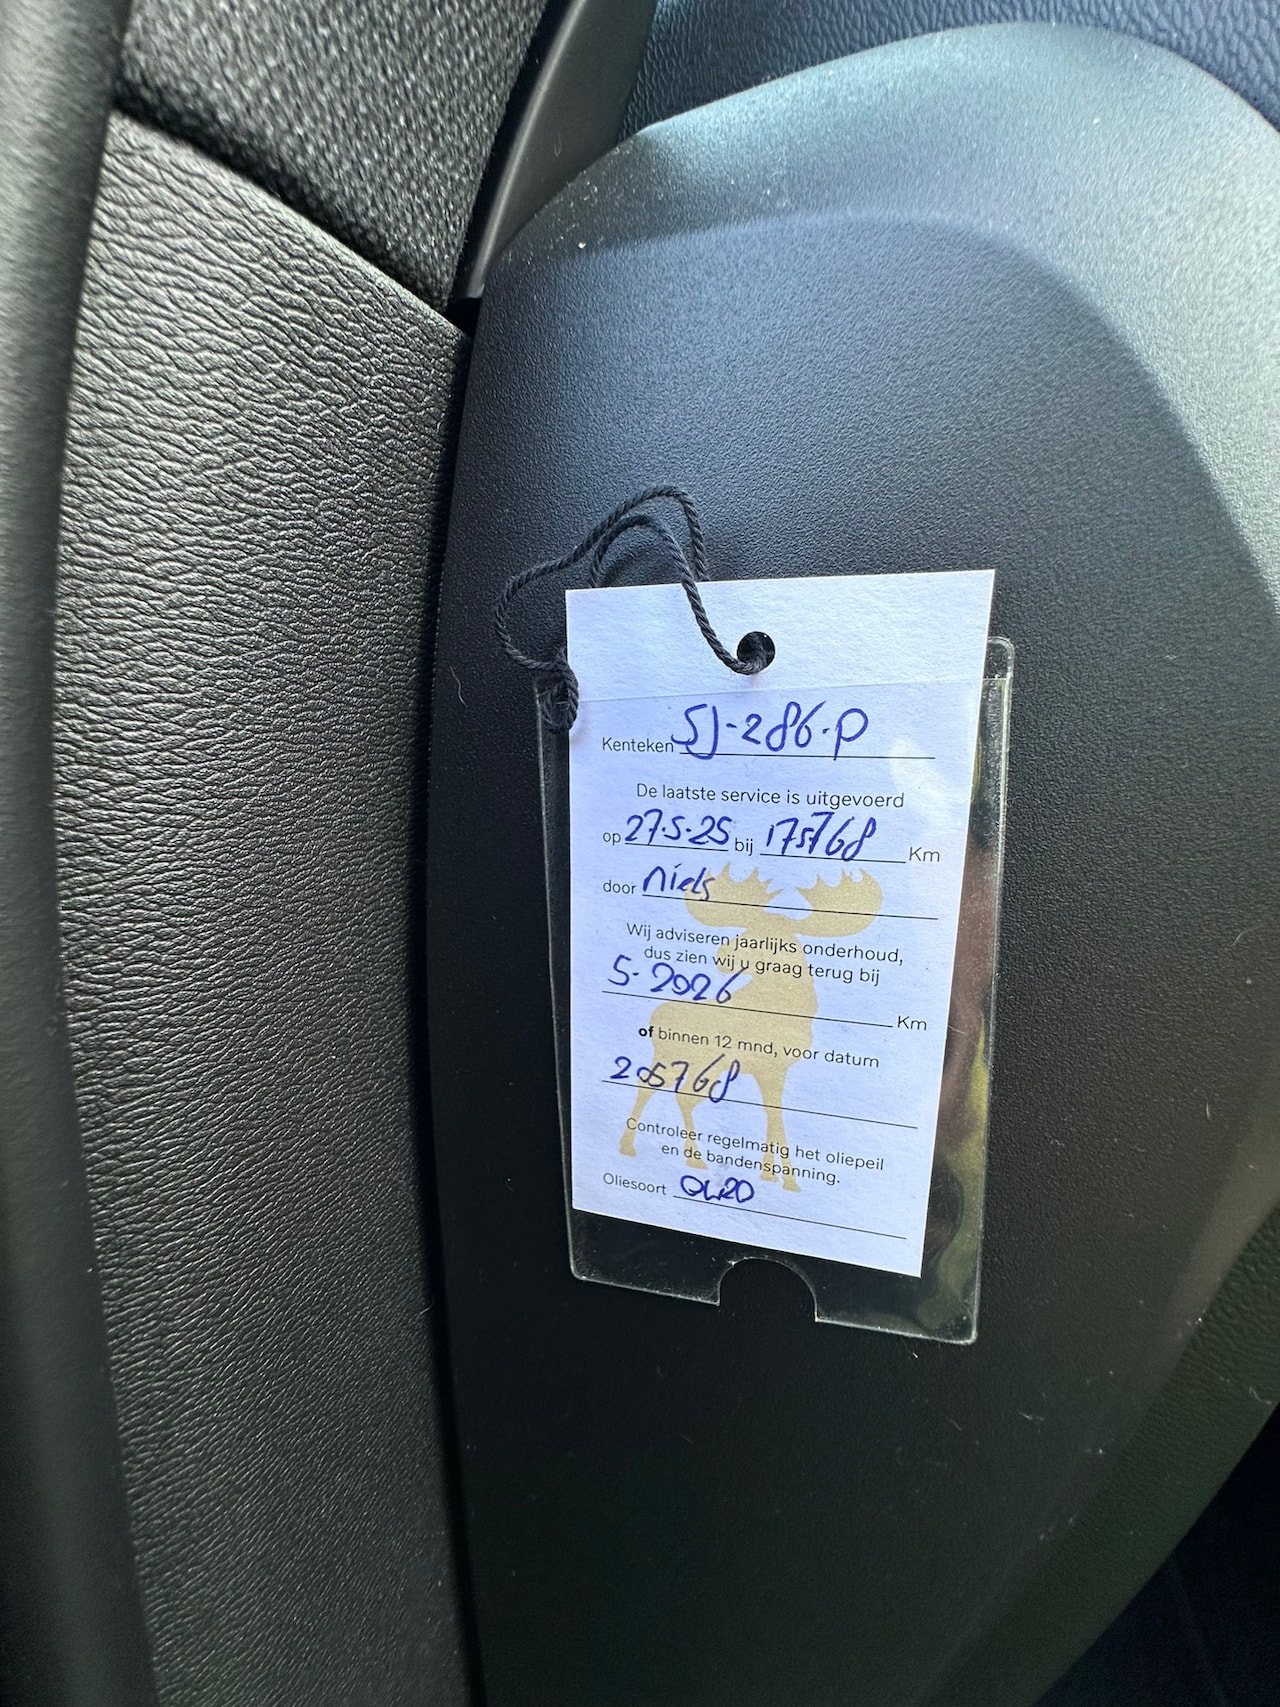 Kenteken SJ-286-P
De laatste service is uitgevoerd
op 27-5-25 bij 175768 Km
door Niels
Wij adviseren jaarlijks onderhoud,
dus zien wij u graag terug bij
5-2026 Km
of binnen 12 mnd, voor datum
205768
Controleer regelmatig het oliepeil
en de bandenspanning.
Oliesoort 0W20